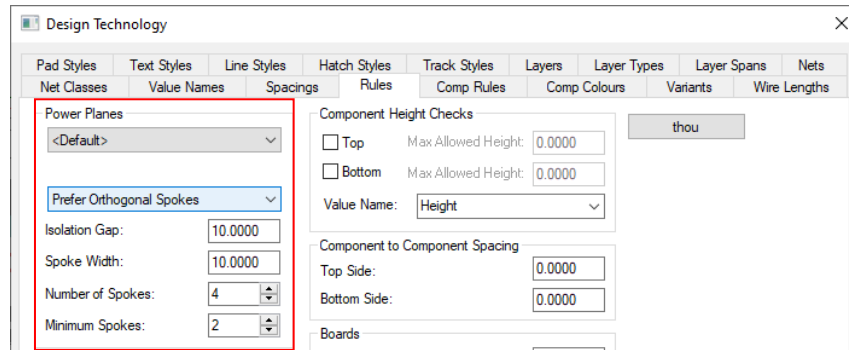 Design Technology
Pad Styles Text Styles Line Styles Hatch Styles Track Styles Layers Layer Types Layer Spans Nets
Net Classes Value Names Spacings Rules Comp Rules Comp Colours Variants Wire Lengths
Power Planes
<Default>
Prefer Orthogonal Spokes
Isolation Gap: 10.0000
Spoke Width: 10.0000
Number of Spokes: 4
Minimum Spokes: 2
Component Height Checks
Top Max Allowed Height: 0.0000
Bottom Max Allowed Height: 0.0000
Value Name: Height
Component to Component Spacing
Top Side: 0.0000
Bottom Side: 0.0000
Boards
thou